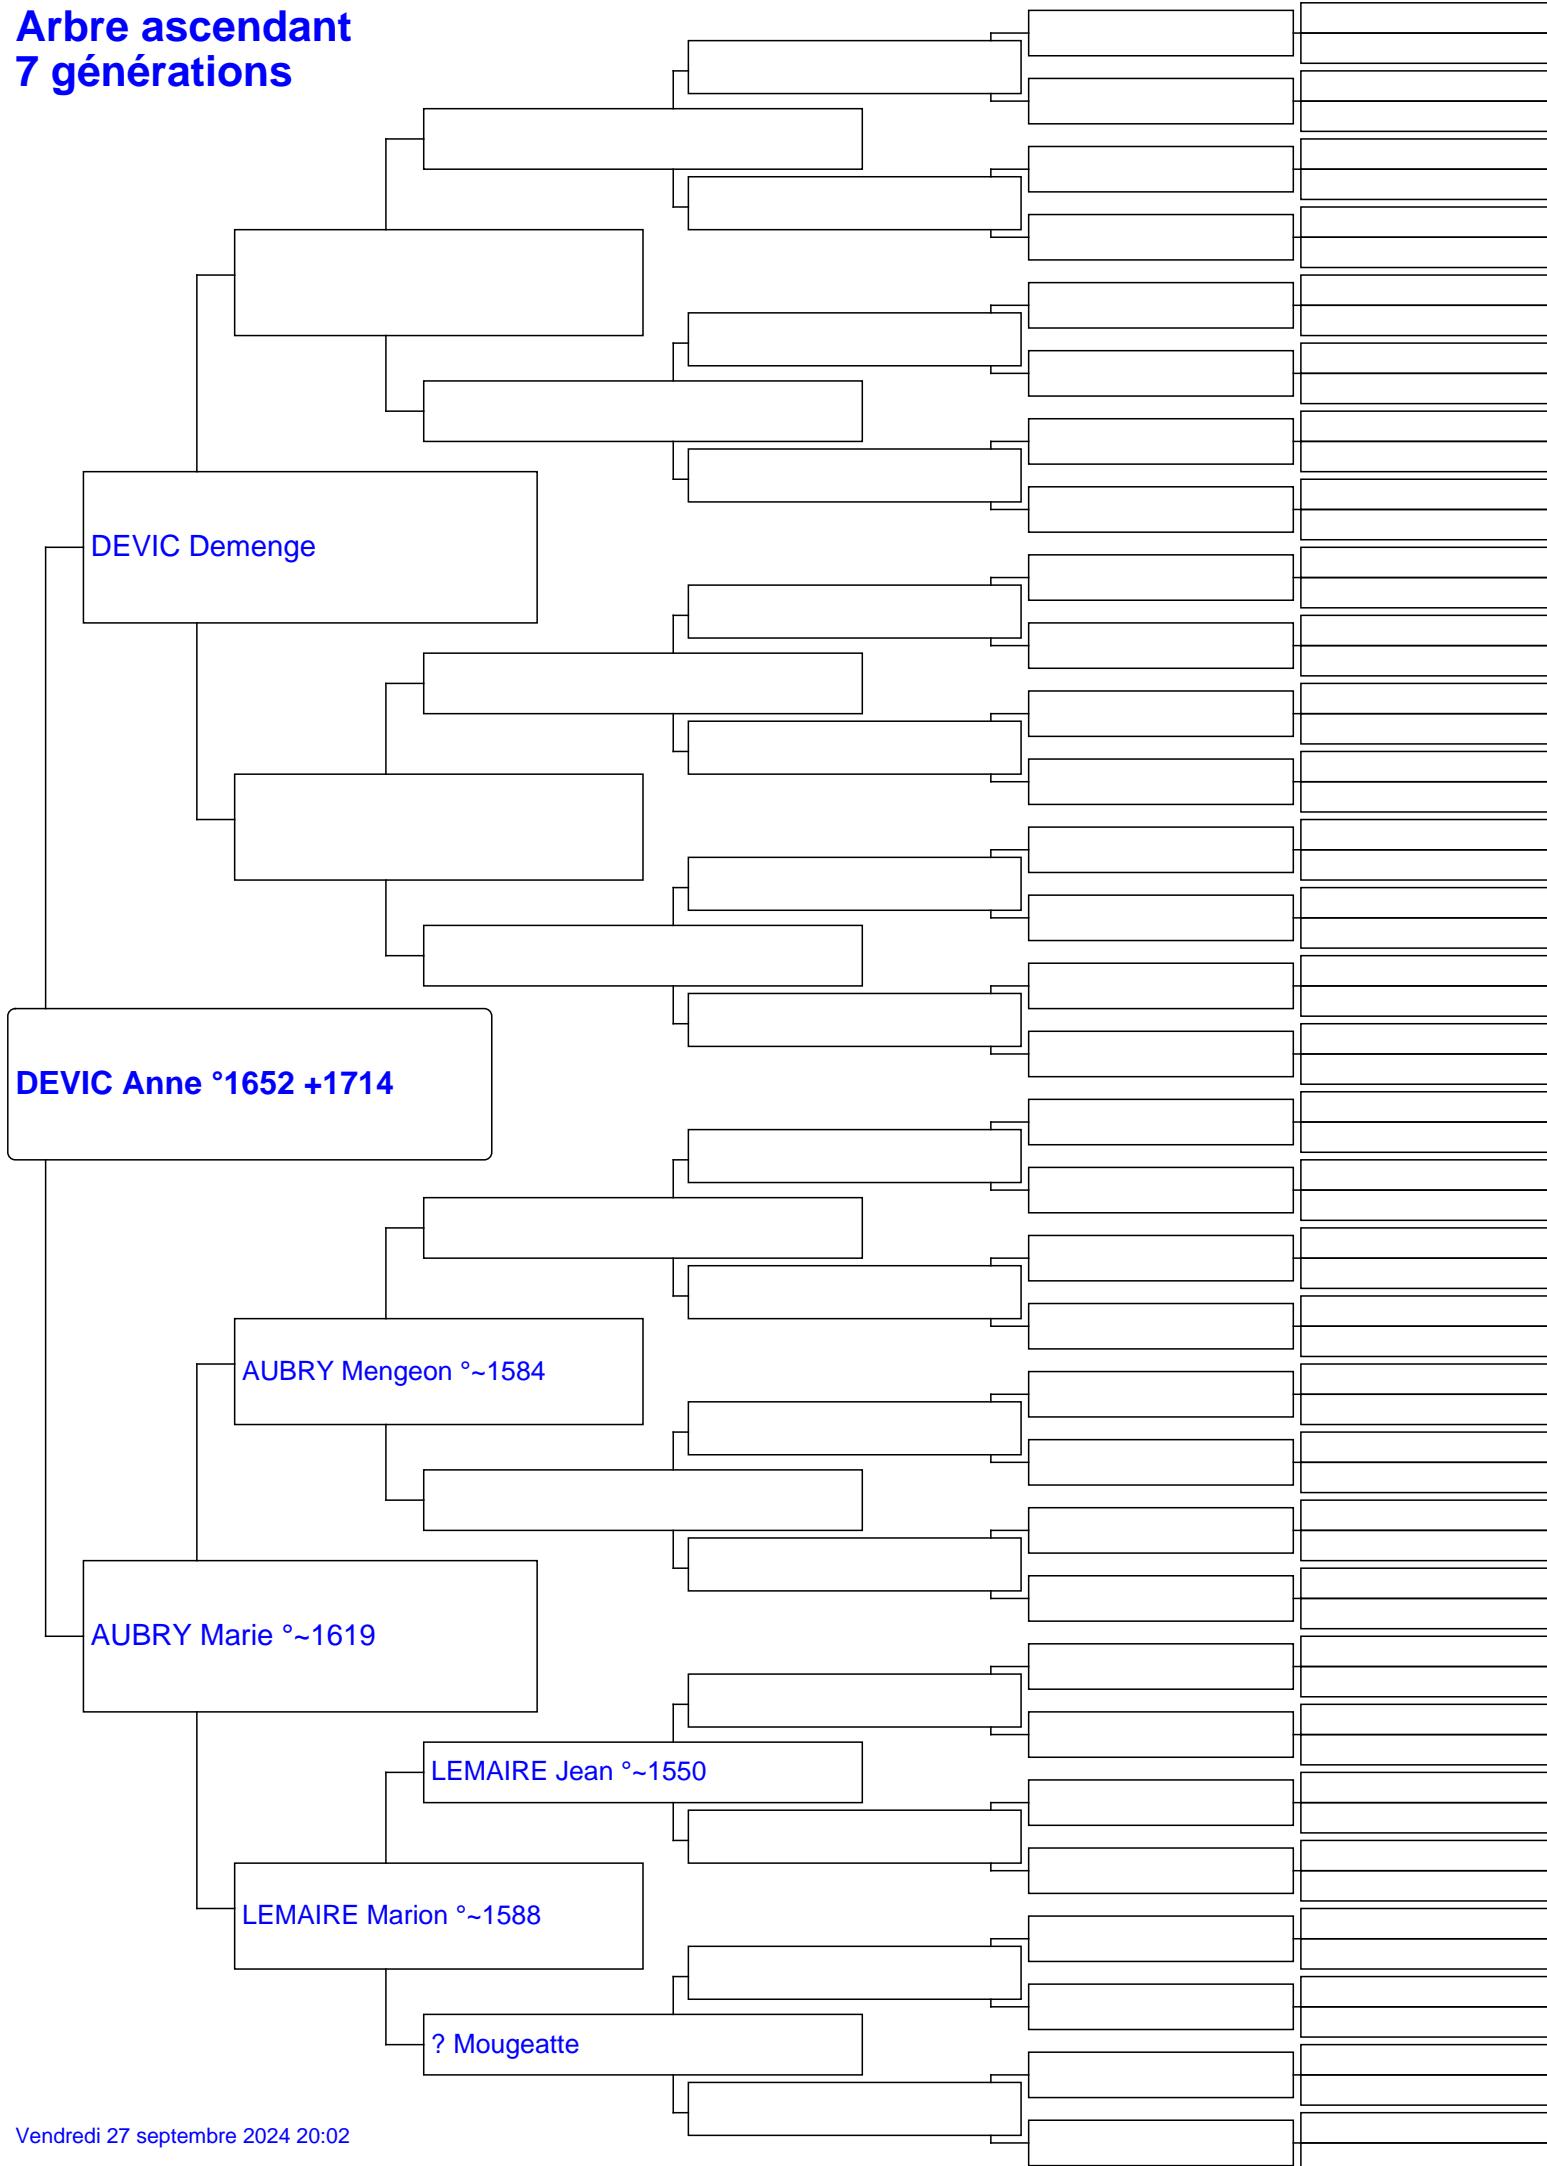 Arbre ascendant
7 générations
DEVIC Demenge
DEVIC Anne °1652 +1714
AUBRY Mengeon °~1584
AUBRY Marie °~1619
LEMAIRE Jean °~1550
LEMAIRE Marion °~1588
? Mougeatte
Vendredi 27 septembre 2024 20:02